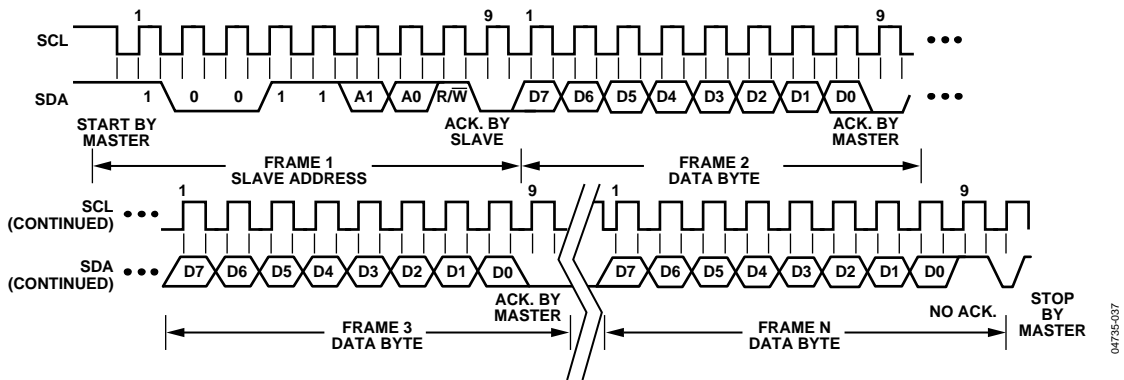 1 9 1 9
SCL
SDA 1 0 0 1 1 A1 A0 R/W̅ D7 D6 D5 D4 D3 D2 D1 D0
START BY
MASTER
ACK. BY
SLAVE
ACK. BY
MASTER
FRAME 1
SLAVE ADDRESS
FRAME 2
DATA BYTE
1 9 1 9
SCL
(CONTINUED)
SDA
(CONTINUED)
D7 D6 D5 D4 D3 D2 D1 D0 D7 D6 D5 D4 D3 D2 D1 D0
ACK. BY
MASTER
NO ACK.
STOP
BY
MASTER
FRAME 3
DATA BYTE
FRAME N
DATA BYTE
04735-037